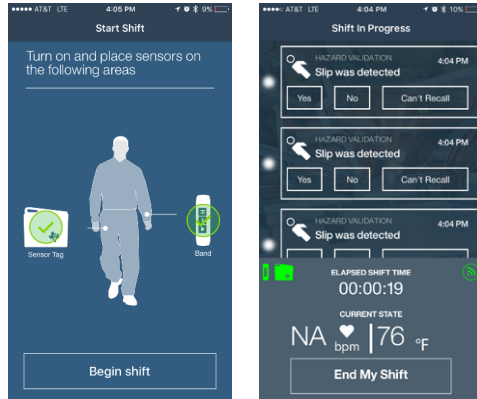 AT&T LTE 4:05 PM 9%
Start Shift
Turn on and place sensors on
the following areas
Sensor Tag
Band
Begin shift
AT&T LTE 4:04 PM 10%
Shift In Progress
HAZARD VALIDATION 4:04 PM
Slip was detected
Yes No Can't Recall
HAZARD VALIDATION 4:04 PM
Slip was detected
Yes No Can't Recall
HAZARD VALIDATION 4:04 PM
Slip was detected
ELAPSED SHIFT TIME
00:00:19
CURRENT STATE
NA bpm 76 °F
End My Shift